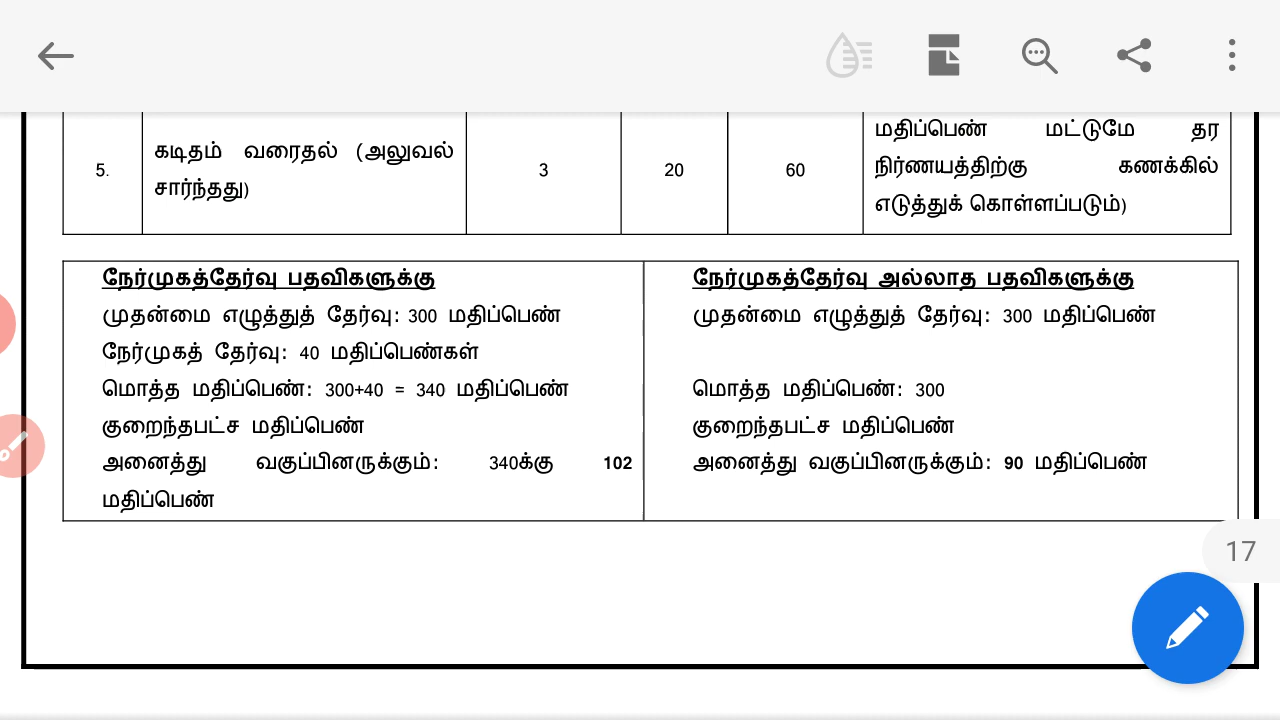 மதிப்பெண் மட்டுமே தர
5. கடிதம் வரைதல் (அலுவல் 3 20 60 நிர்ணயத்திற்கு கணக்கில்
சார்ந்தது) எடுத்துக் கொள்ளப்படும்)
நேர்முகத்தேர்வு பதவிகளுக்கு
முதன்மை எழுத்துத் தேர்வு: 300 மதிப்பெண்
நேர்முகத் தேர்வு: 40 மதிப்பெண்கள்
மொத்த மதிப்பெண்: 300+40 = 340 மதிப்பெண்
குறைந்தபட்ச மதிப்பெண்
அனைத்து வகுப்பினருக்கும்: 340க்கு 102
மதிப்பெண்
நேர்முகத்தேர்வு அல்லாத பதவிகளுக்கு
முதன்மை எழுத்துத் தேர்வு: 300 மதிப்பெண்
மொத்த மதிப்பெண்: 300
குறைந்தபட்ச மதிப்பெண்
அனைத்து வகுப்பினருக்கும்: 90 மதிப்பெண்
17